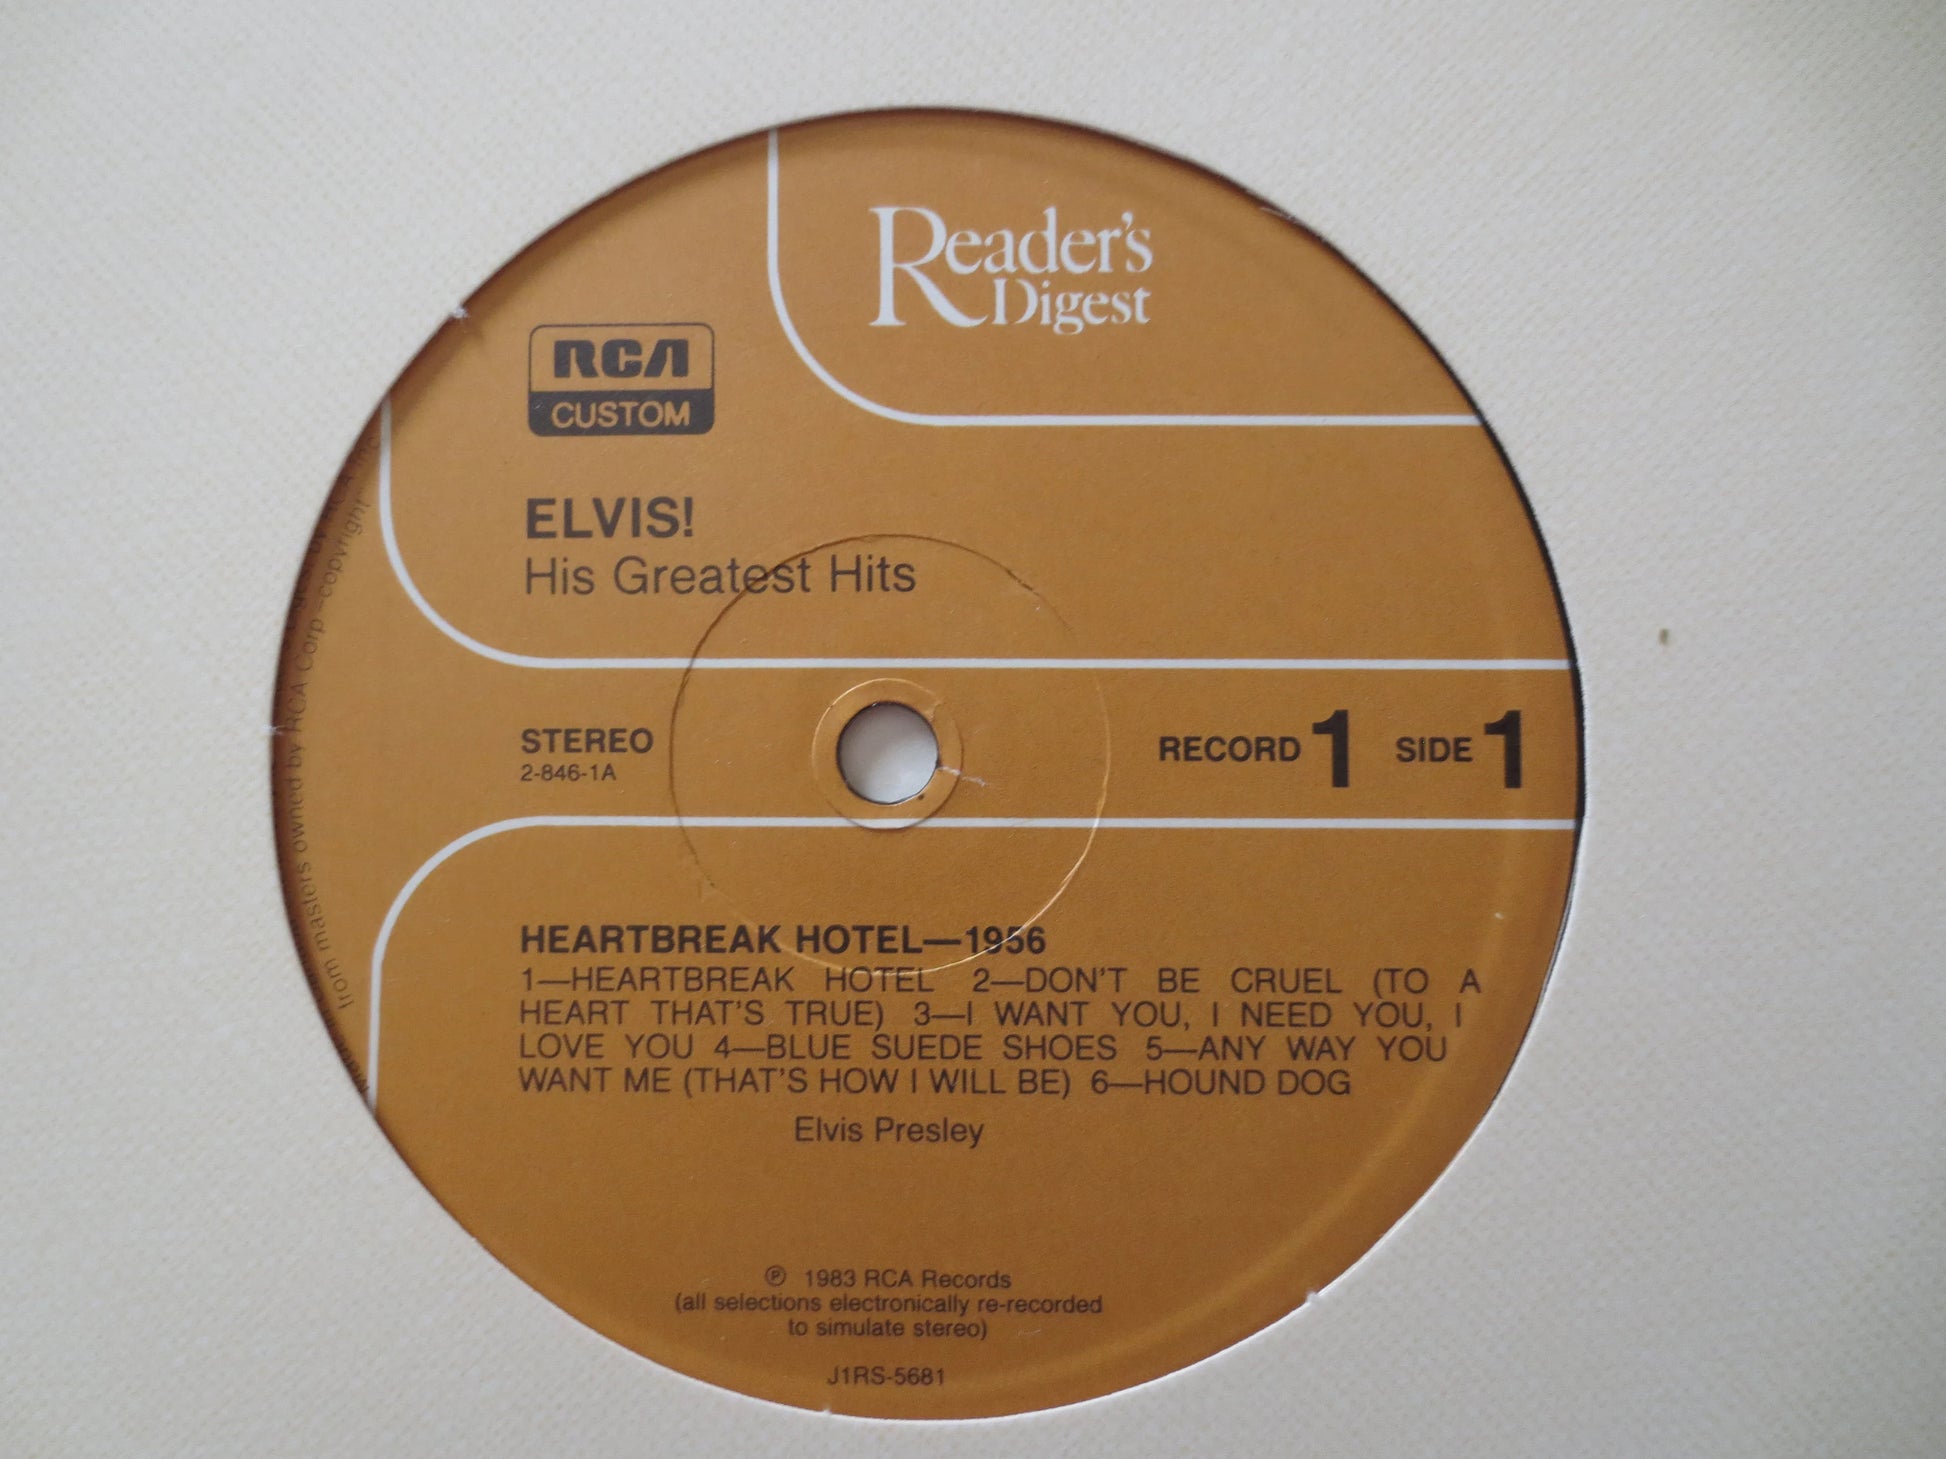 Reader's
Digest
RCA
CUSTOM
ELVIS!
His Greatest Hits
STEREO
2-846-1A
RECORD 1 SIDE 1
HEARTBREAK HOTEL—1956
1—HEARTBREAK HOTEL 2—DON'T BE CRUEL (TO A
HEART THAT'S TRUE) 3—I WANT YOU, I NEED YOU, I
LOVE YOU 4—BLUE SUEDE SHOES 5—ANY WAY YOU
WANT ME (THAT'S HOW I WILL BE) 6—HOUND DOG
Elvis Presley
℗ 1983 RCA Records
(all selections electronically re-recorded
to simulate stereo)
J1RS-5681
from masters owned by RCA Corp—copyright